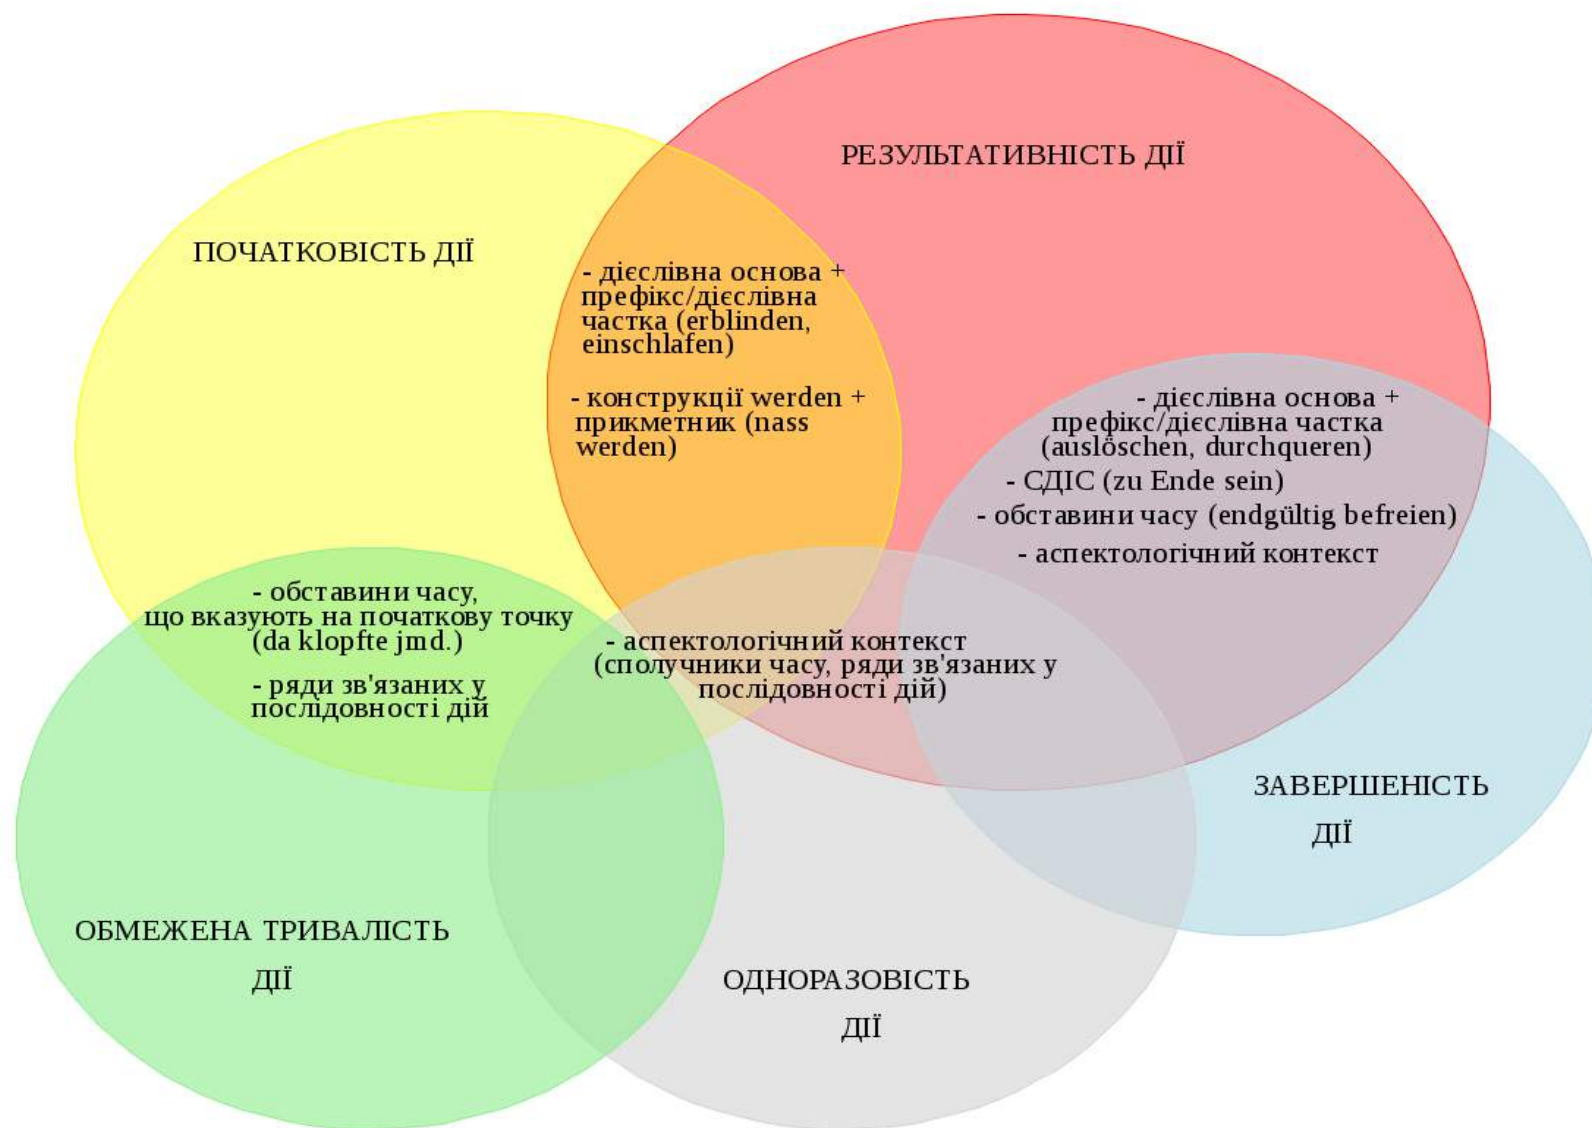 РЕЗУЛЬТАТИВНІСТЬ ДІЇ
ПОЧАТКОВІСТЬ ДІЇ
- дієслівна основа +
префікс/дієслівна
частка (erblinden,
einschlafen)
- конструкції werden +
прикметник (nass
werden)
- дієслівна основа +
префікс/дієслівна частка
(auslöschen, durchqueren)
- СДІС (zu Ende sein)
- обставини часу (endgültig befreien)
- аспектологічний контекст
- обставини часу,
що вказують на початкову точку
(da klopfte jmd.)
- ряди зв'язаних у
послідовності дій
- аспектологічний контекст
(сполучники часу, ряди зв'язаних у
послідовності дій)
ЗАВЕРШЕНІСТЬ
ДІЇ
ОБМЕЖЕНА ТРИВАЛІСТЬ
ДІЇ
ОДНОРАЗОВІСТЬ
ДІЇ